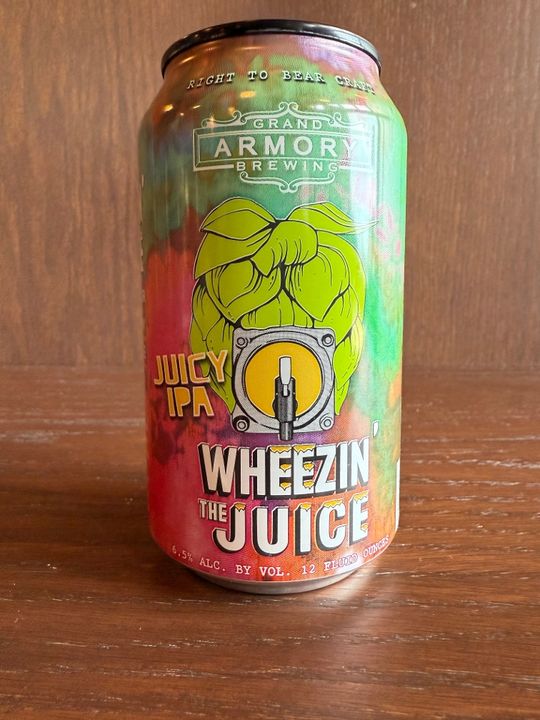 RIGHT TO BEAR CRAFT
GRAND
ARMORY
BREWING
JUICY
IPA
WHEEZIN'
THE JUICE
6.5% ALC. BY VOL. 12 FLUID OUNCES